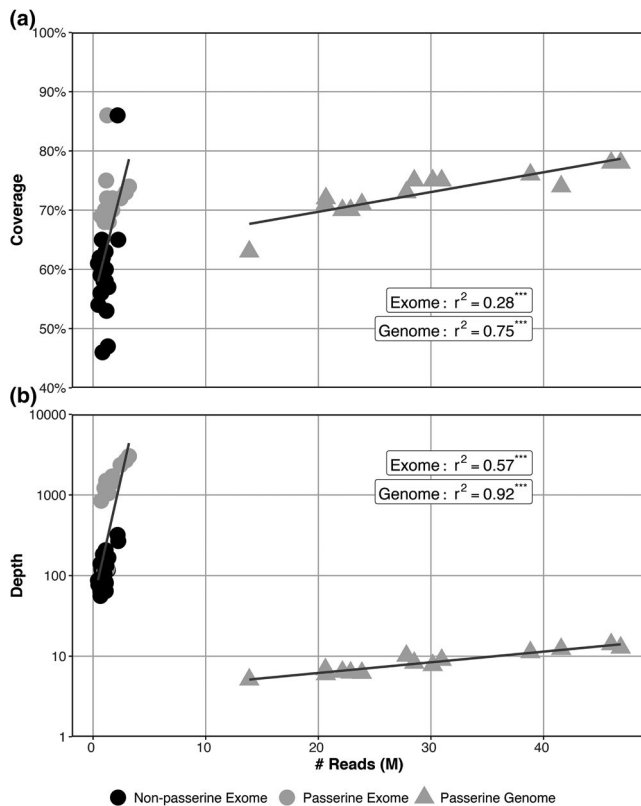 (a)
100%
90%
80%
70%
60%
50%
40%
Coverage
Exome : r² = 0.28***
Genome : r² = 0.75***
(b)
10000
1000
100
10
1
Depth
Exome : r² = 0.57***
Genome : r² = 0.92***
0 10 20 30 40
# Reads (M)
Non-passerine Exome Passerine Exome Passerine Genome